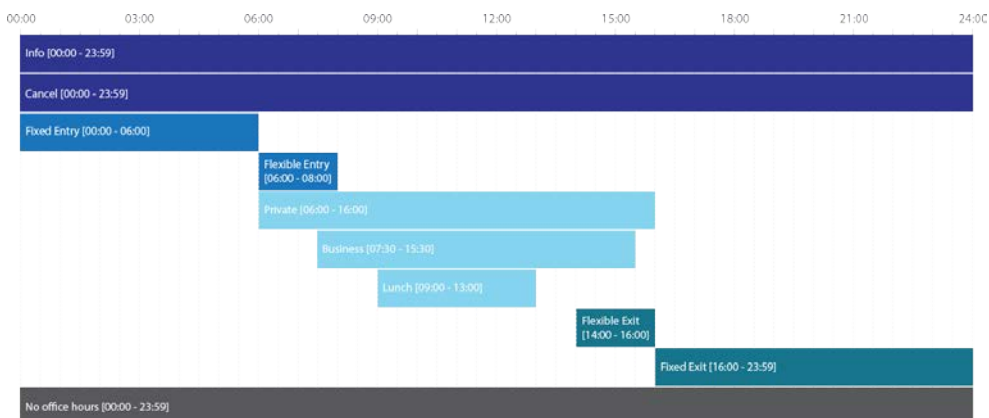 00:00 03:00 06:00 09:00 12:00 15:00 18:00 21:00 24:00
Info [00:00 - 23:59]
Cancel [00:00 - 23:59]
Fixed Entry [00:00 - 06:00]
Flexible Entry
[06:00 - 08:00]
Private [06:00 - 16:00]
Business [07:30 - 15:30]
Lunch [09:00 - 13:00]
Flexible Exit
[14:00 - 16:00]
Fixed Exit [16:00 - 23:59]
No office hours [00:00 - 23:59]